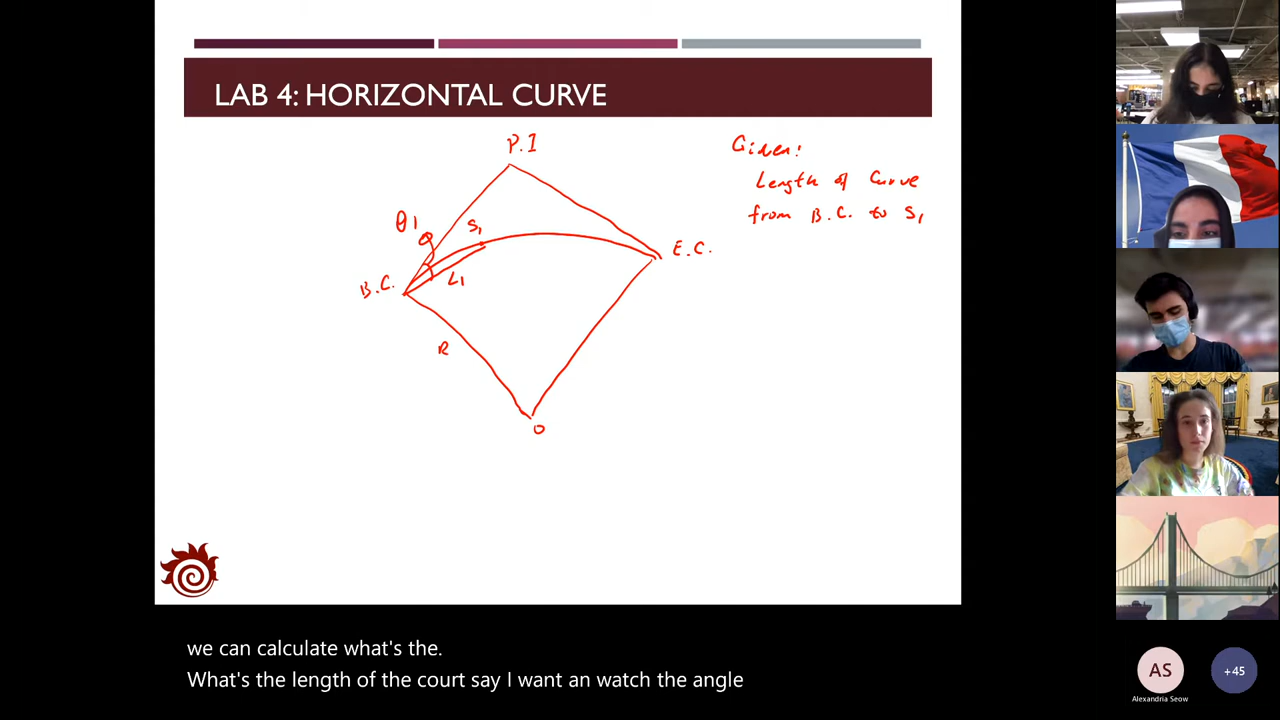 LAB 4: HORIZONTAL CURVE
P.I
Given:
Length of Curve
from B.C. to S1
θ1
S1
E.C.
B.C.
L1
R
O
we can calculate what's the.
What's the length of the court say I want an watch the angle
AS
+45
Alexandria Seow